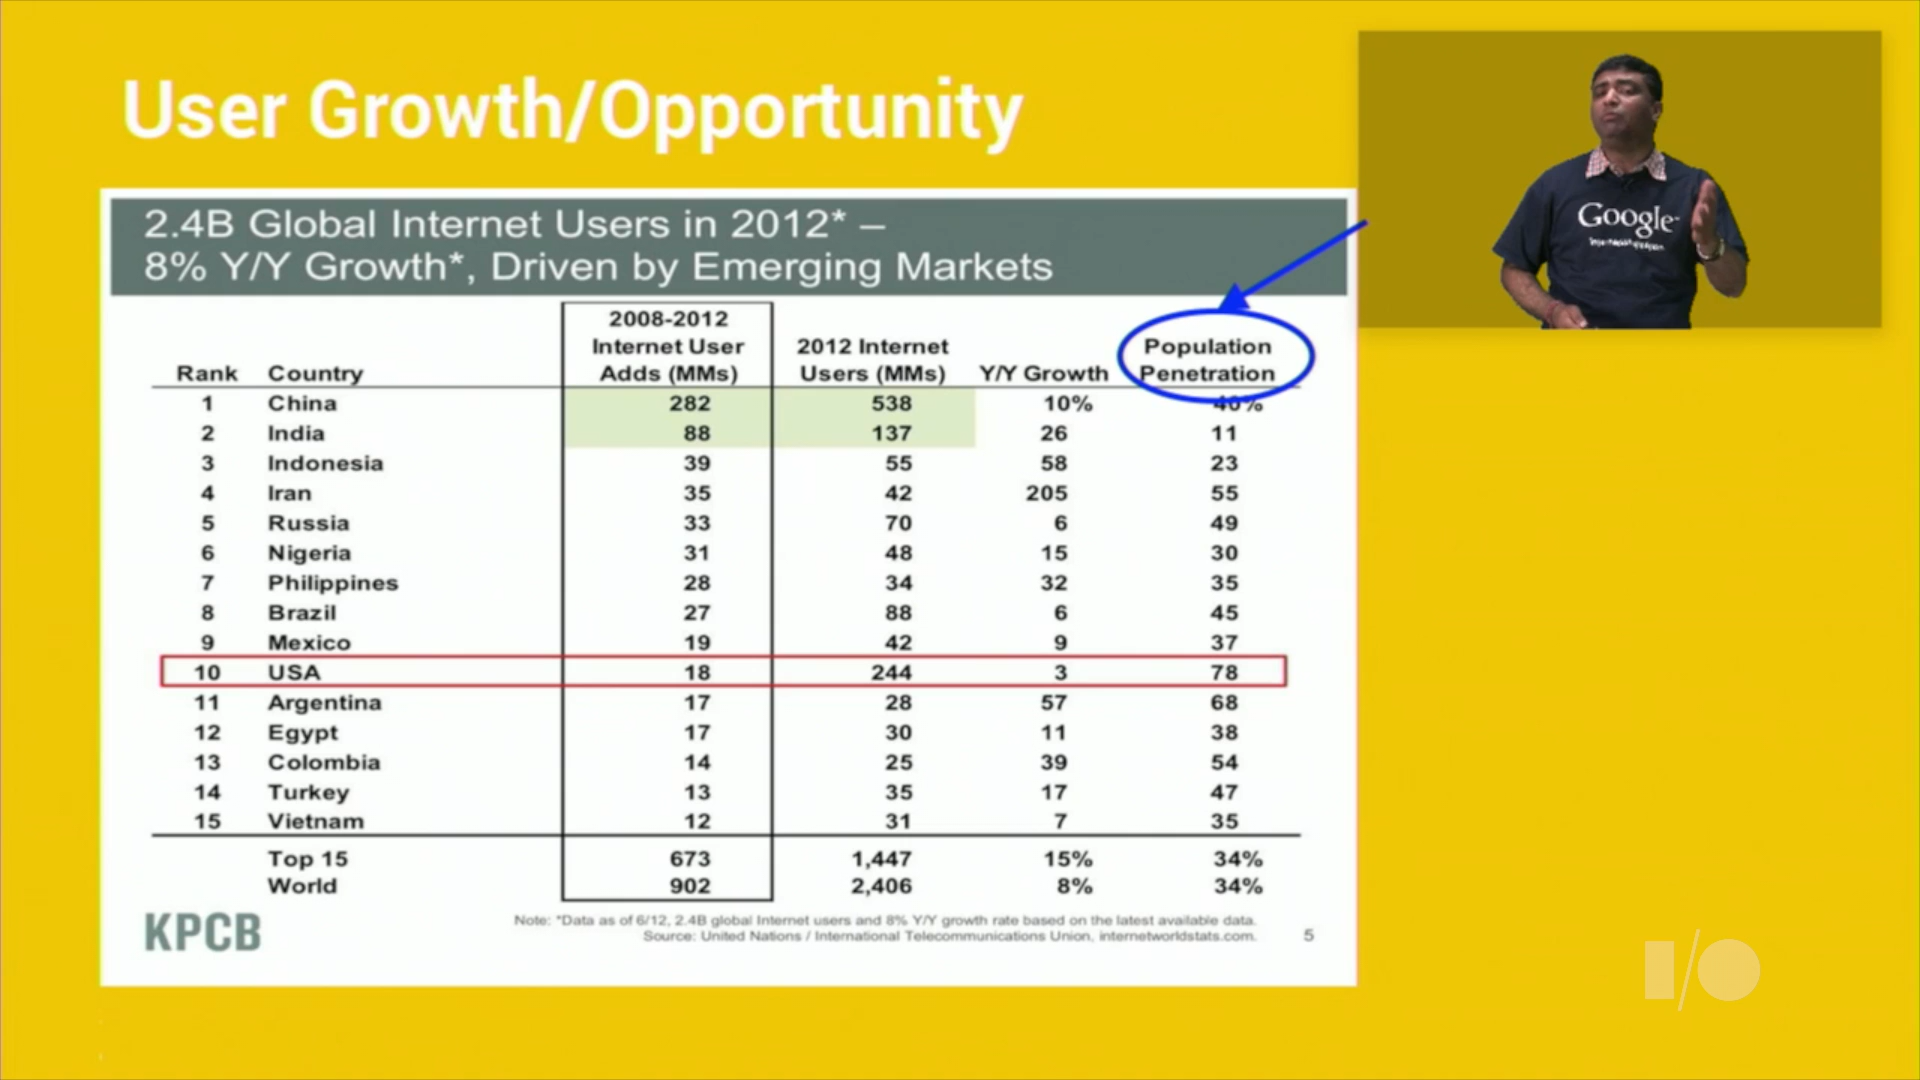 User Growth/Opportunity
2.4B Global Internet Users in 2012* –
8% Y/Y Growth*, Driven by Emerging Markets
2008-2012
Internet User 2012 Internet Population
Rank Country Adds (MMs) Users (MMs) Y/Y Growth Penetration
1 China 282 538 10% 40%
2 India 88 137 26 11
3 Indonesia 39 55 58 23
4 Iran 35 42 205 55
5 Russia 33 70 6 49
6 Nigeria 31 48 15 30
7 Philippines 28 34 32 35
8 Brazil 27 88 6 45
9 Mexico 19 42 9 37
10 USA 18 244 3 78
11 Argentina 17 28 57 68
12 Egypt 17 30 11 38
13 Colombia 14 25 39 54
14 Turkey 13 35 17 47
15 Vietnam 12 31 7 35
Top 15 673 1,447 15% 34%
World 902 2,406 8% 34%
KPCB
Note: *Data as of 6/12, 2.4B global Internet users and 8% Y/Y growth rate based on the latest available data.
Source: United Nations / International Telecommunications Union, internetworldstats.com.
5
Google
I/O